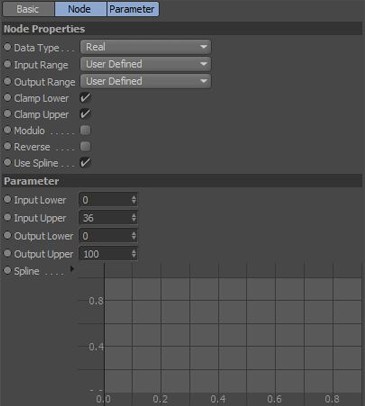 Basic Node Parameter
Node Properties
Data Type . . . Real
Input Range User Defined
Output Range User Defined
Clamp Lower
Clamp Upper
Modulo . . . . .
Reverse . . . .
Use Spline . . .
Parameter
Input Lower 0
Input Upper 36
Output Lower 0
Output Upper 100
Spline . . . .
0.8
0.4
0.0 0.2 0.4 0.6 0.8